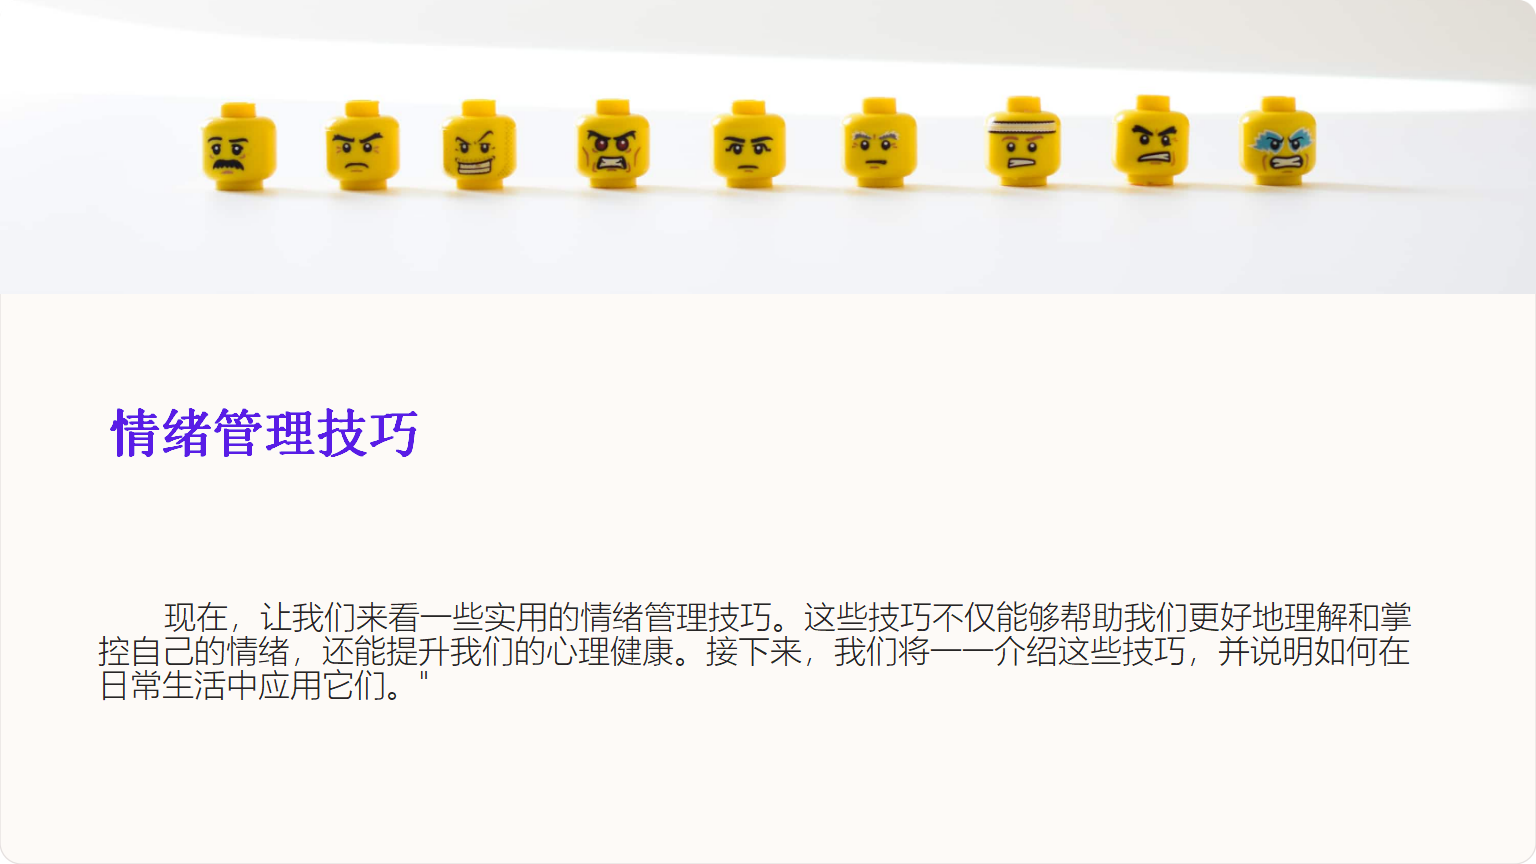 情绪管理技巧
现在，让我们来看一些实用的情绪管理技巧。这些技巧不仅能够帮助我们更好地理解和掌
控自己的情绪，还能提升我们的心理健康。接下来，我们将一一介绍这些技巧，并说明如何在
日常生活中应用它们。"